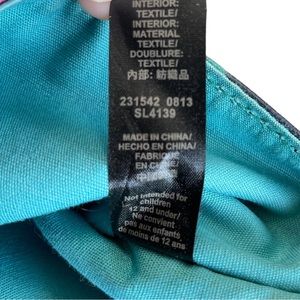 INTERIOR:
TEXTILE/
INTERIOR:
MATERIAL
TEXTIL/
DOUBLURE:
TEXTILE/
內部: 紡織品
231542 0813
SL4139
MADE IN CHINA/
HECHO EN CHINA/
FABRIQUÉ
EN CHINE/
Not intended for
children
12 and under/
Ne convient
pas aux enfants
de moins de 12 ans